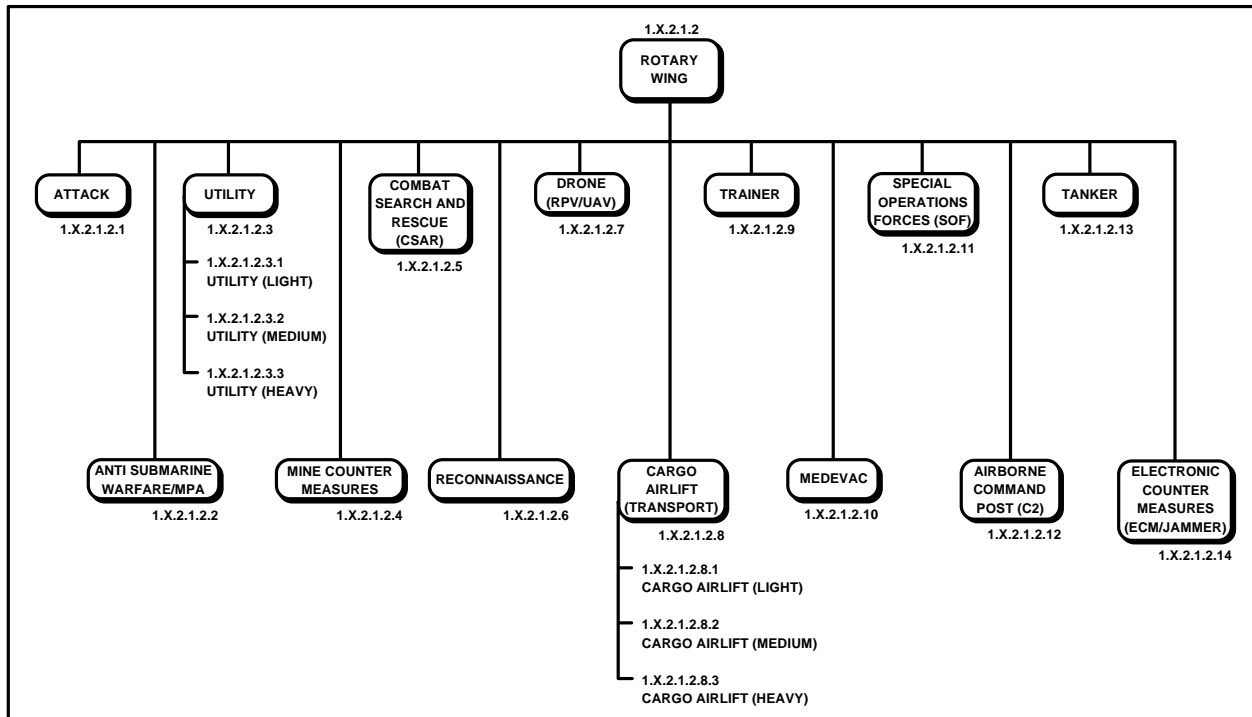 1.X.2.1.2
ROTARY
WING
ATTACK
1.X.2.1.2.1
UTILITY
1.X.2.1.2.3
1.X.2.1.2.3.1
UTILITY (LIGHT)
1.X.2.1.2.3.2
UTILITY (MEDIUM)
1.X.2.1.2.3.3
UTILITY (HEAVY)
COMBAT
SEARCH AND
RESCUE
(CSAR)
1.X.2.1.2.5
DRONE
(RPV/UAV)
1.X.2.1.2.7
TRAINER
1.X.2.1.2.9
SPECIAL
OPERATIONS
FORCES (SOF)
1.X.2.1.2.11
TANKER
1.X.2.1.2.13
ANTI SUBMARINE
WARFARE/MPA
1.X.2.1.2.2
MINE COUNTER
MEASURES
1.X.2.1.2.4
RECONNAISSANCE
1.X.2.1.2.6
CARGO
AIRLIFT
(TRANSPORT)
1.X.2.1.2.8
1.X.2.1.2.8.1
CARGO AIRLIFT (LIGHT)
1.X.2.1.2.8.2
CARGO AIRLIFT (MEDIUM)
1.X.2.1.2.8.3
CARGO AIRLIFT (HEAVY)
MEDEVAC
1.X.2.1.2.10
AIRBORNE
COMMAND
POST (C2)
1.X.2.1.2.12
ELECTRONIC
COUNTER
MEASURES
(ECM/JAMMER)
1.X.2.1.2.14